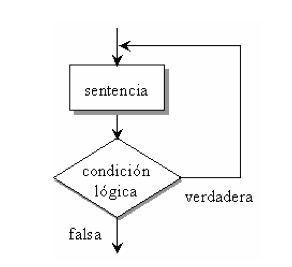 sentencia
condición
lógica
verdadera
falsa